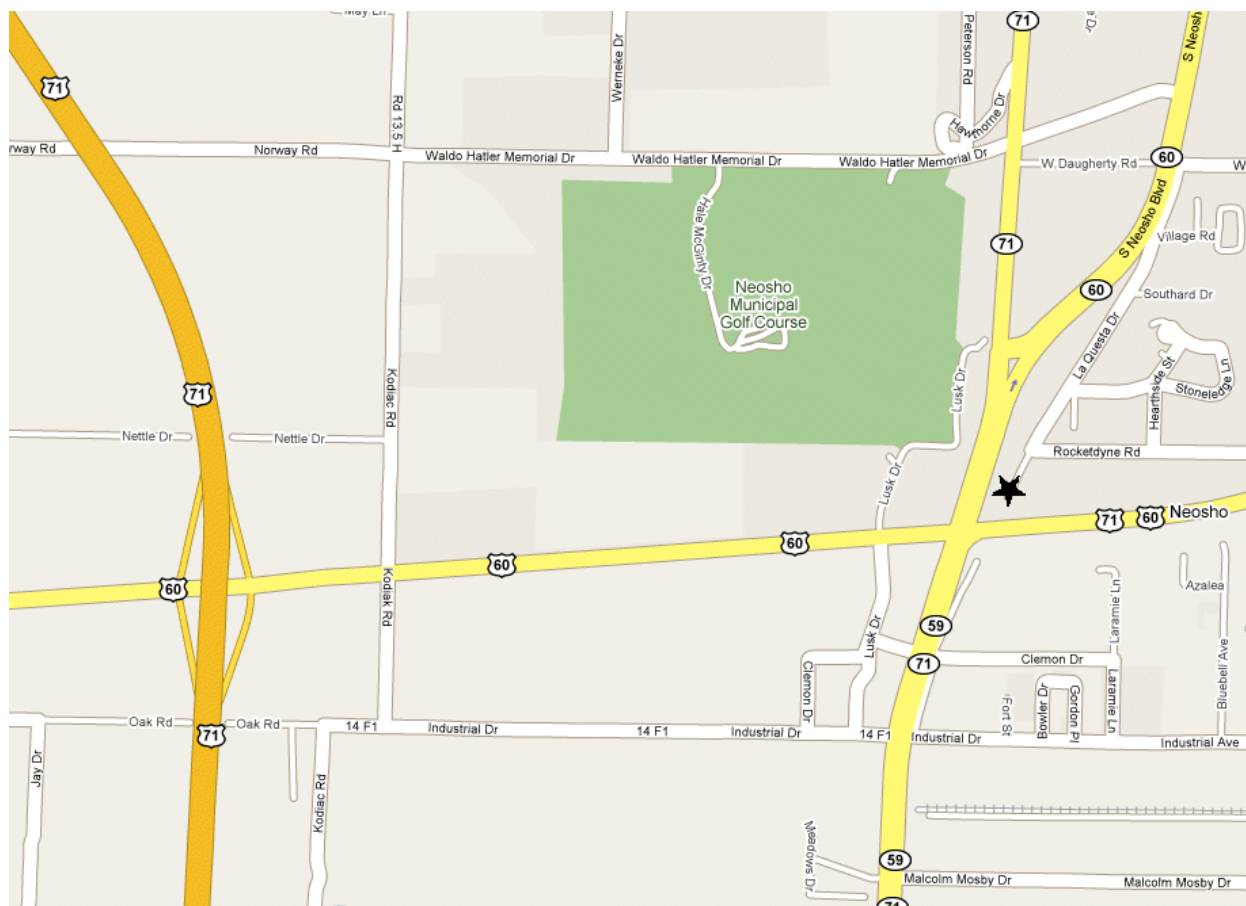 May Ln
71
S Neosho
Peterson Rd
e Dr
71
Rd 13.5 H
Werneke Dr
Hawthorne Dr
rway Rd
Norway Rd
Waldo Hatler Memorial Dr
Waldo Hatler Memorial Dr
Waldo Hatler Memorial Dr
W Daugherty Rd
60
W
Hale McGinty Dr
71
S Neosho Blvd
Village Rd
60
Southard Dr
Neosho
Municipal
Golf Course
La Questa Dr
Hearthside St
Stoneledge Ln
71
Kodiac Rd
Lusk Dr
Nettle Dr
Nettle Dr
Rocketdyne Rd
Lusk Dr
71
60
Neosho
60
60
60
Kodiak Rd
Azalea
Laramie Ln
59
Lusk Dr
71
Clemon Dr
Clemon Dr
Bluebell Ave
Fort St
Bowler Dr
Gordon Pl
Laramie Ln
Oak Rd
Oak Rd
71
14 F1
Industrial Dr
14 F1
Industrial Dr
14 F1
Industrial Dr
Industrial Ave
Jay Dr
Kodiac Rd
Meadows Dr
59
Malcolm Mosby Dr
Malcolm Mosby Dr
71